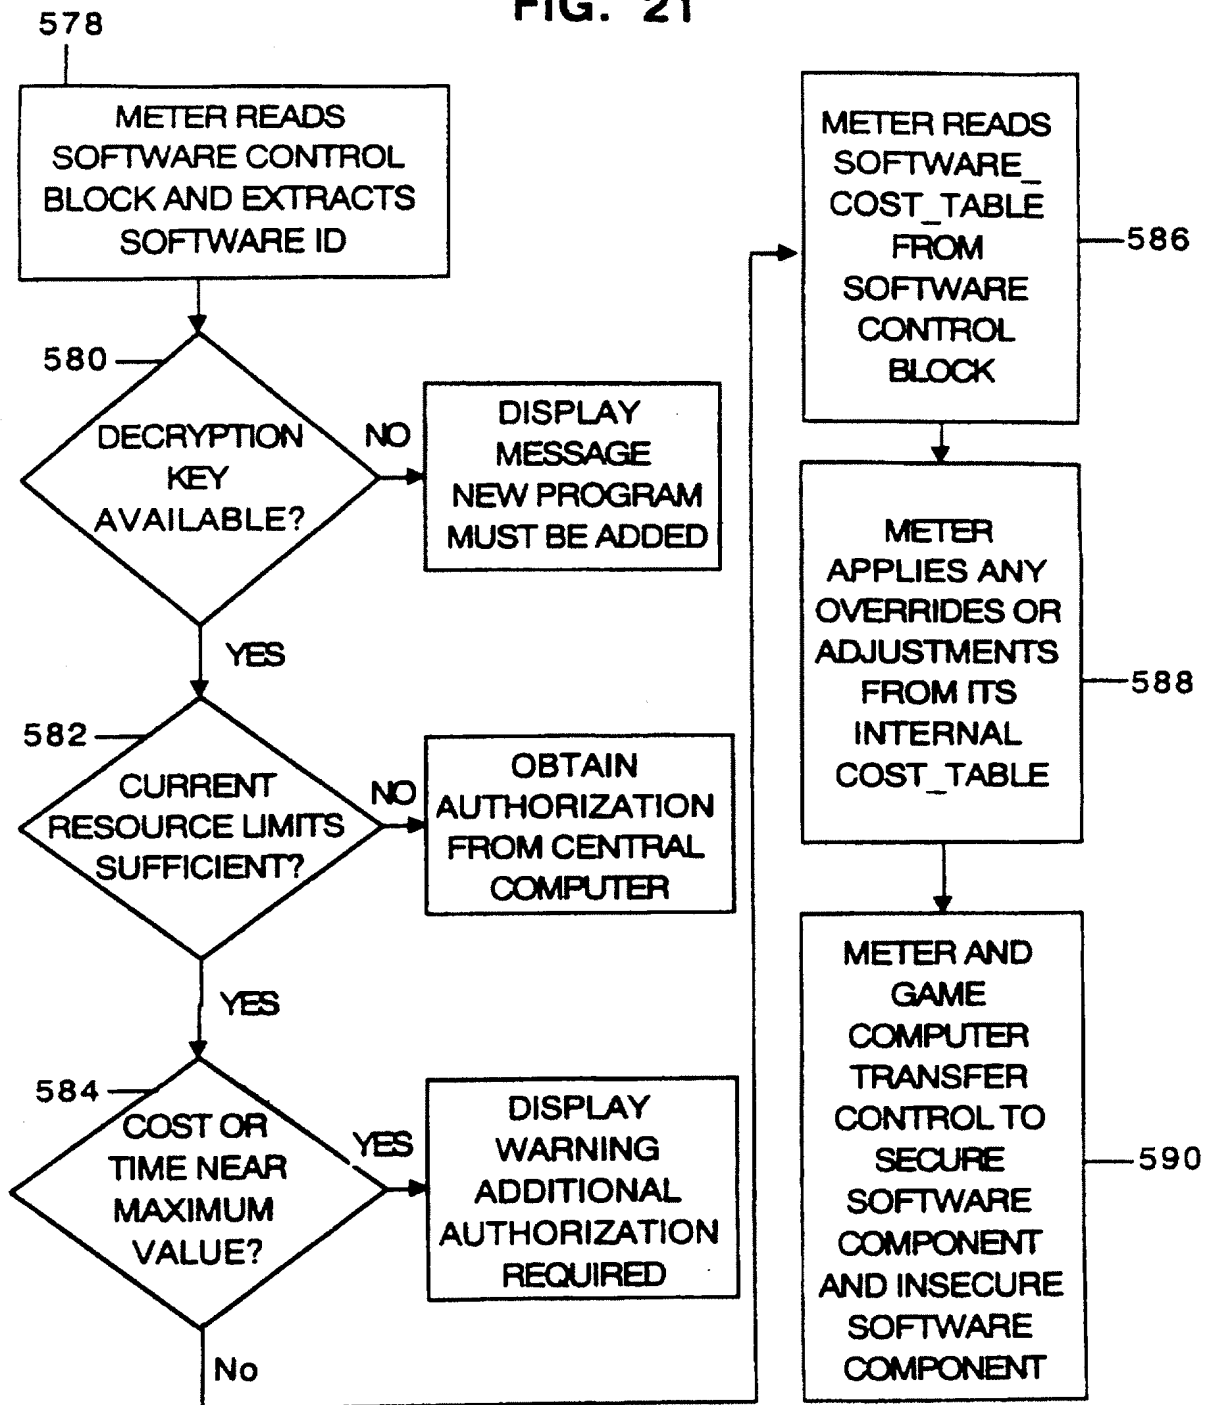 FIG. 21
578
METER READS
SOFTWARE CONTROL
BLOCK AND EXTRACTS
SOFTWARE ID
580
DECRYPTION
KEY
AVAILABLE?
NO
DISPLAY
MESSAGE
NEW PROGRAM
MUST BE ADDED
YES
582
CURRENT
RESOURCE LIMITS
SUFFICIENT?
NO
OBTAIN
AUTHORIZATION
FROM CENTRAL
COMPUTER
YES
584
COST OR
TIME NEAR
MAXIMUM
VALUE?
YES
DISPLAY
WARNING
ADDITIONAL
AUTHORIZATION
REQUIRED
No
METER READS
SOFTWARE_
COST_TABLE
FROM
SOFTWARE
CONTROL
BLOCK
586
METER
APPLIES ANY
OVERRIDES OR
ADJUSTMENTS
FROM ITS
INTERNAL
COST_TABLE
588
METER AND
GAME
COMPUTER
TRANSFER
CONTROL TO
SECURE
SOFTWARE
COMPONENT
AND INSECURE
SOFTWARE
COMPONENT
590